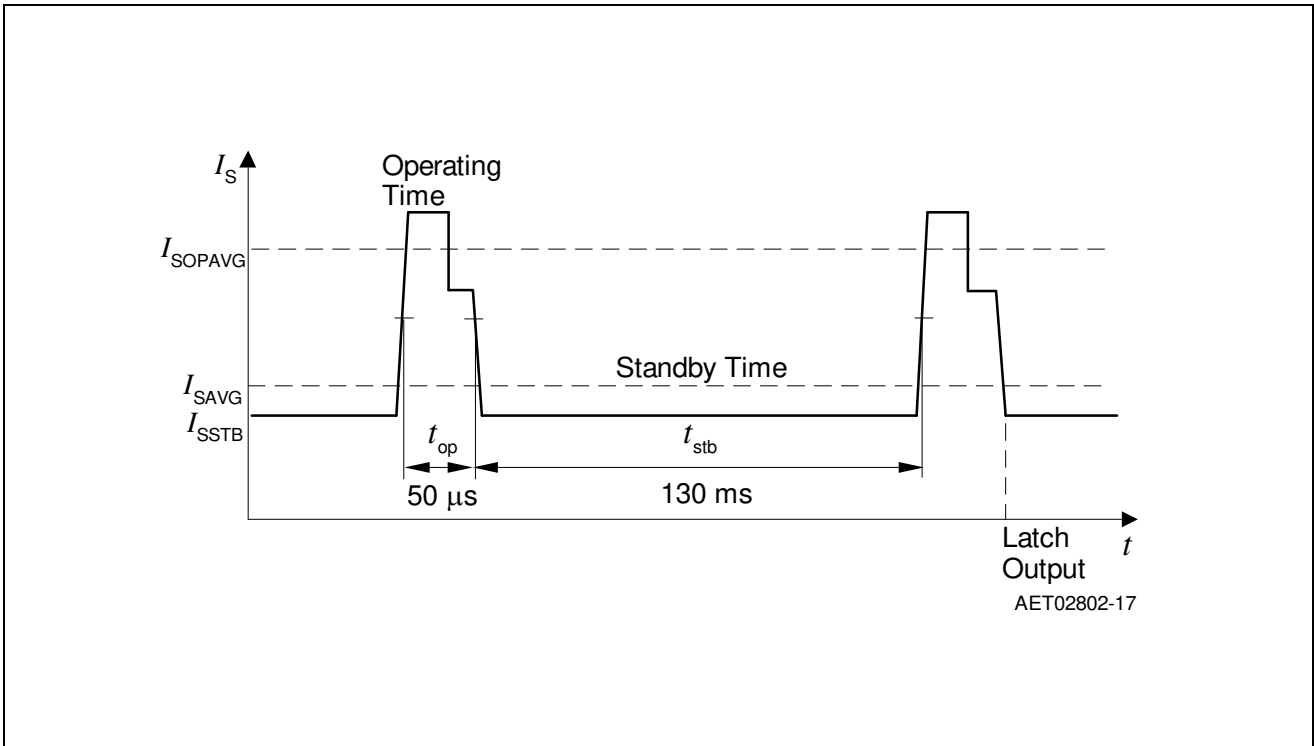 I_S
Operating
Time
I_SOPAVG
Standby Time
I_SAVG
I_SSTB
t_op
t_stb
50 μs
130 ms
Latch
Output
t
AET02802-17